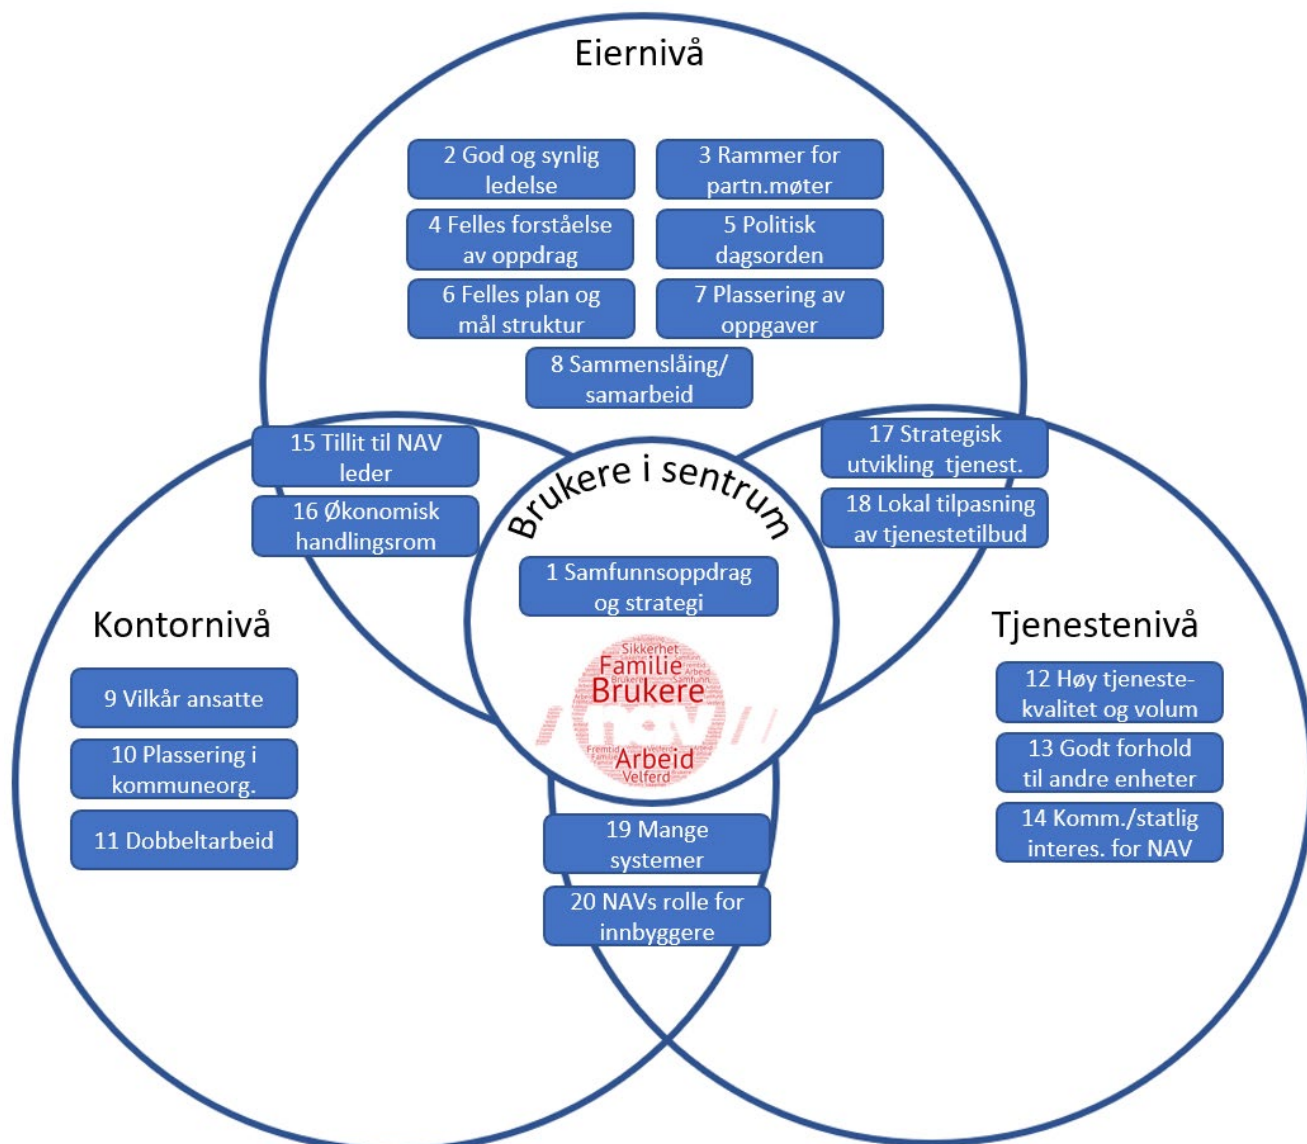 Eiernivå
2 God og synlig
ledelse
3 Rammer for
partn.møter
4 Felles forståelse
av oppdrag
5 Politisk
dagsorden
6 Felles plan og
mål struktur
7 Plassering av
oppgaver
8 Sammenslåing/
samarbeid
15 Tillit til NAV
leder
16 Økonomisk
handlingsrom
17 Strategisk
utvikling  tjenest.
18 Lokal tilpasning
av tjenestetilbud
Brukere i sentrum
1 Samfunnsoppdrag
og strategi
Sikkerhet
Familie
Brukere
nav
Arbeid
Velferd
Kontornivå
9 Vilkår ansatte
10 Plassering i
kommuneorg.
11 Dobbeltarbeid
Tjenestenivå
12 Høy tjeneste-
kvalitet og volum
13 Godt forhold
til andre enheter
14 Komm./statlig
interes. for NAV
19 Mange
systemer
20 NAVs rolle for
innbyggere